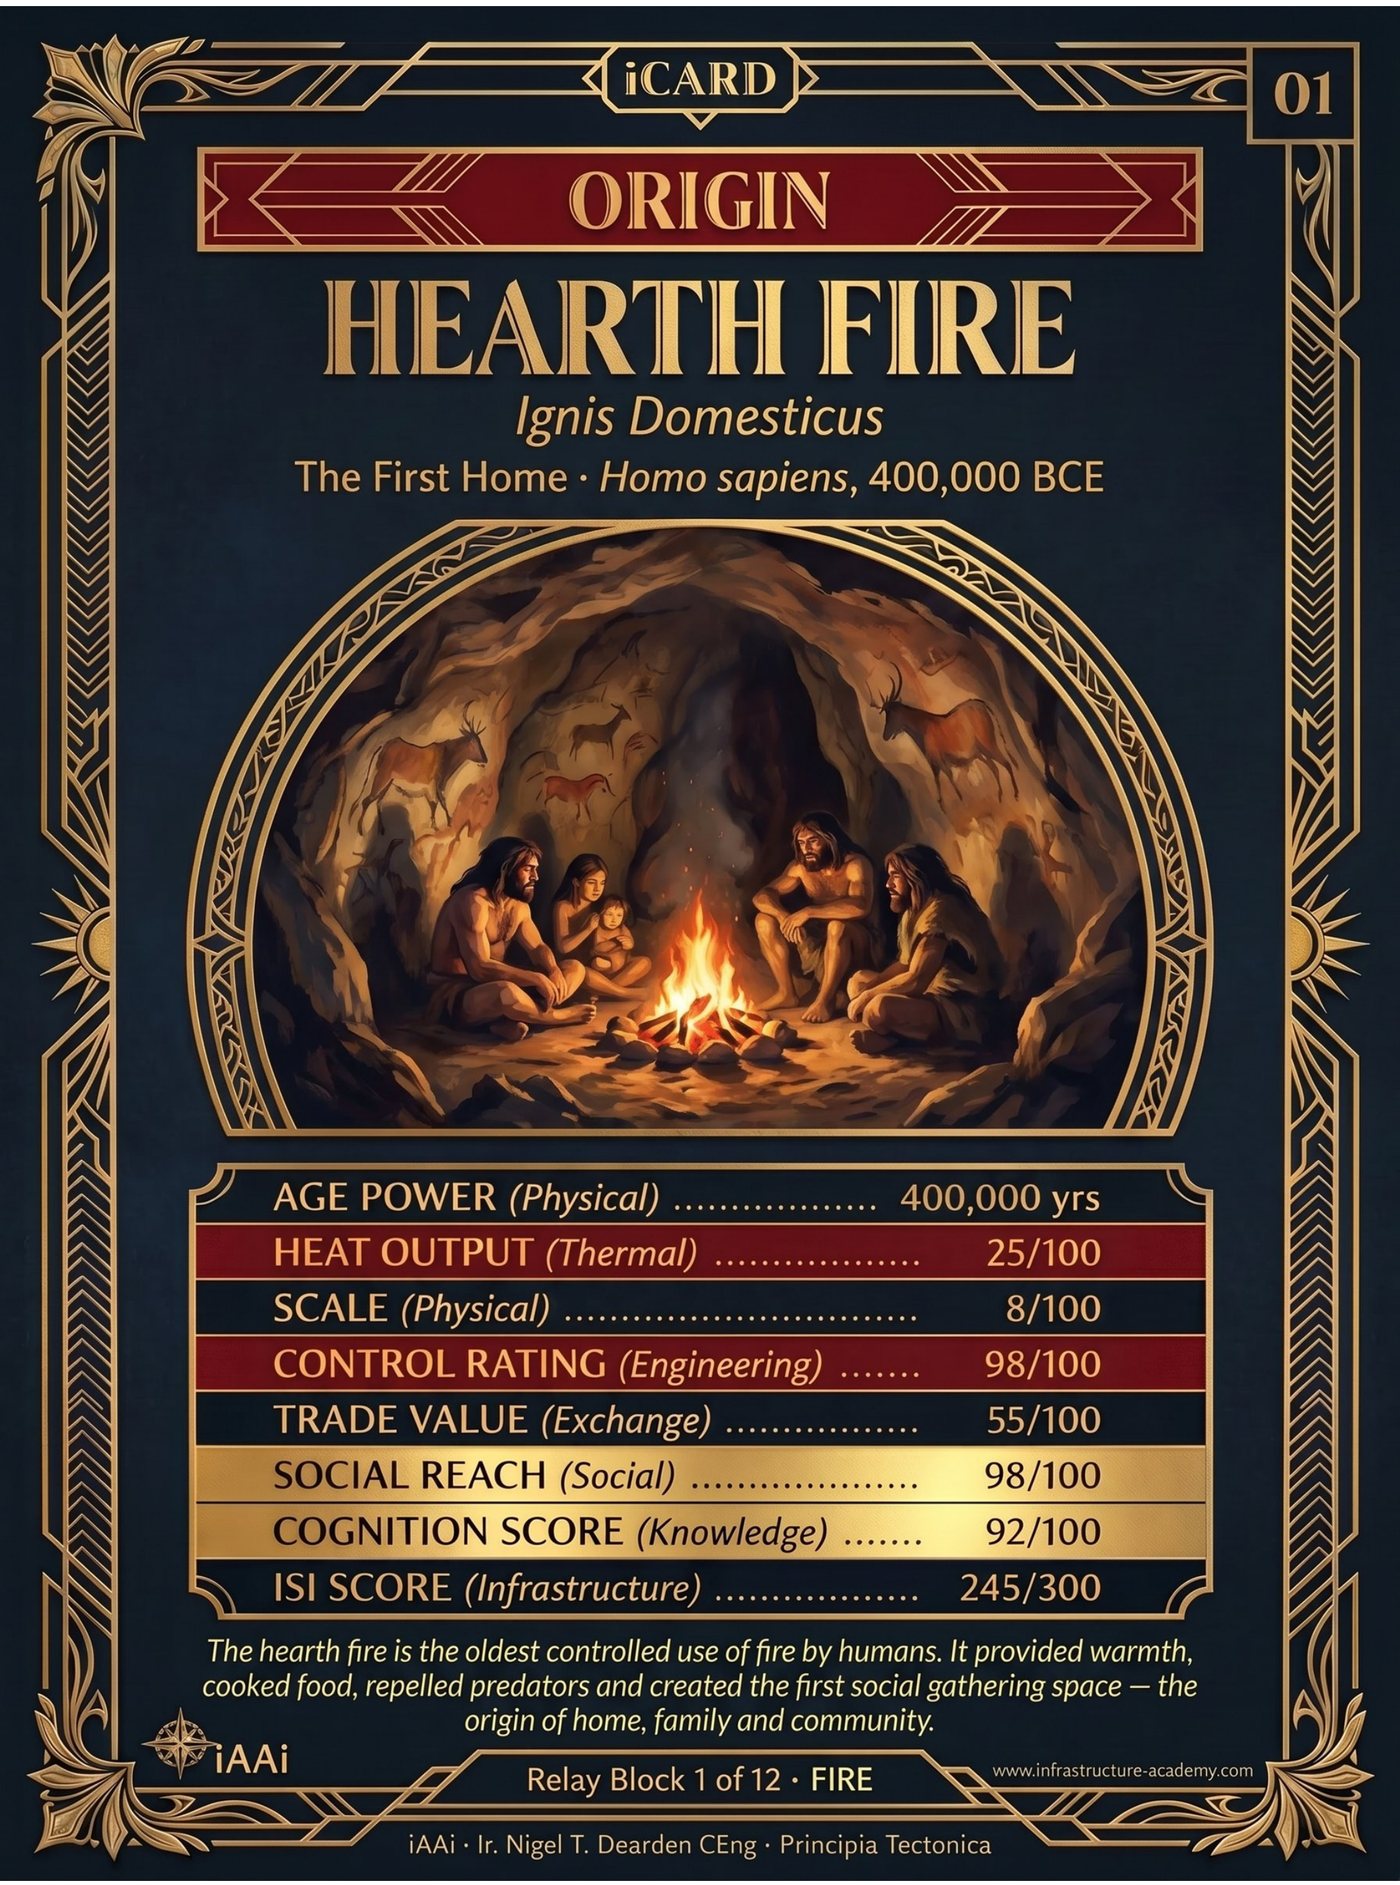 iCARD
01
ORIGIN
HEARTH FIRE
Ignis Domesticus
The First Home · Homo sapiens, 400,000 BCE
AGE POWER (Physical) .................. 400,000 yrs
HEAT OUTPUT (Thermal) .................. 25/100
SCALE (Physical) ............................... 8/100
CONTROL RATING (Engineering) ....... 98/100
TRADE VALUE (Exchange) ................. 55/100
SOCIAL REACH (Social) .................... 98/100
COGNITION SCORE (Knowledge) ....... 92/100
ISI SCORE (Infrastructure) .................. 245/300
The hearth fire is the oldest controlled use of fire by humans. It provided warmth,
cooked food, repelled predators and created the first social gathering space — the
origin of home, family and community.
iAAi
Relay Block 1 of 12 · FIRE
www.infrastructure-academy.com
iAAi · Ir. Nigel T. Dearden CEng · Principia Tectonica